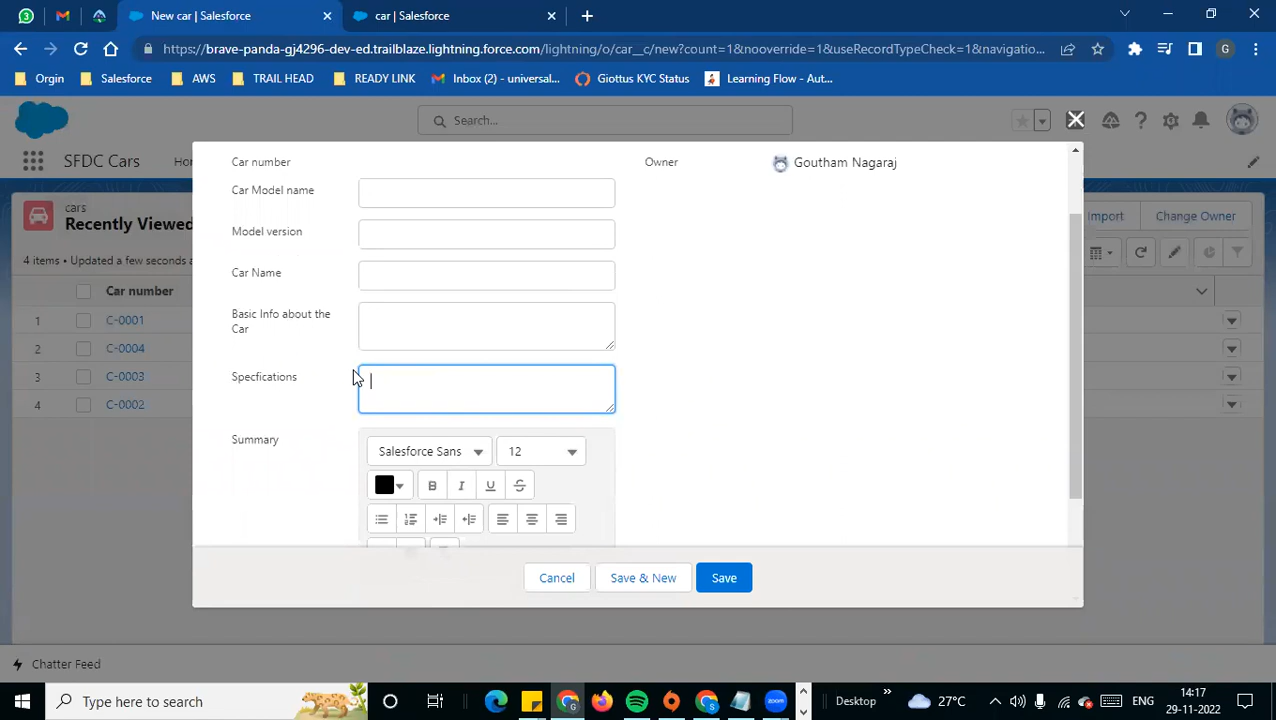 New car | Salesforce
car | Salesforce
https://brave-panda-gj4296-dev-ed.trailblaze.lightning.force.com/lightning/o/car__c/new?count=1&nooverride=1&useRecordTypeCheck=1&navigatio...
G
Orgin
Salesforce
AWS
TRAIL HEAD
READY LINK
Inbox (2) - universal...
Giottus KYC Status
Learning Flow - Aut...
Search...
SFDC Cars
Ho
cars
Recently Viewed
Import
Change Owner
4 items • Updated a few seconds a
Car number
1 C-0001
2 C-0004
3 C-0003
4 C-0002
Car number
Owner
Goutham Nagaraj
Car Model name
Model version
Car Name
Basic Info about the
Car
Specfications
Summary
Salesforce Sans
12
B I U S
Cancel
Save & New
Save
Chatter Feed
Type here to search
Desktop
27°C
ENG
14:17
29-11-2022